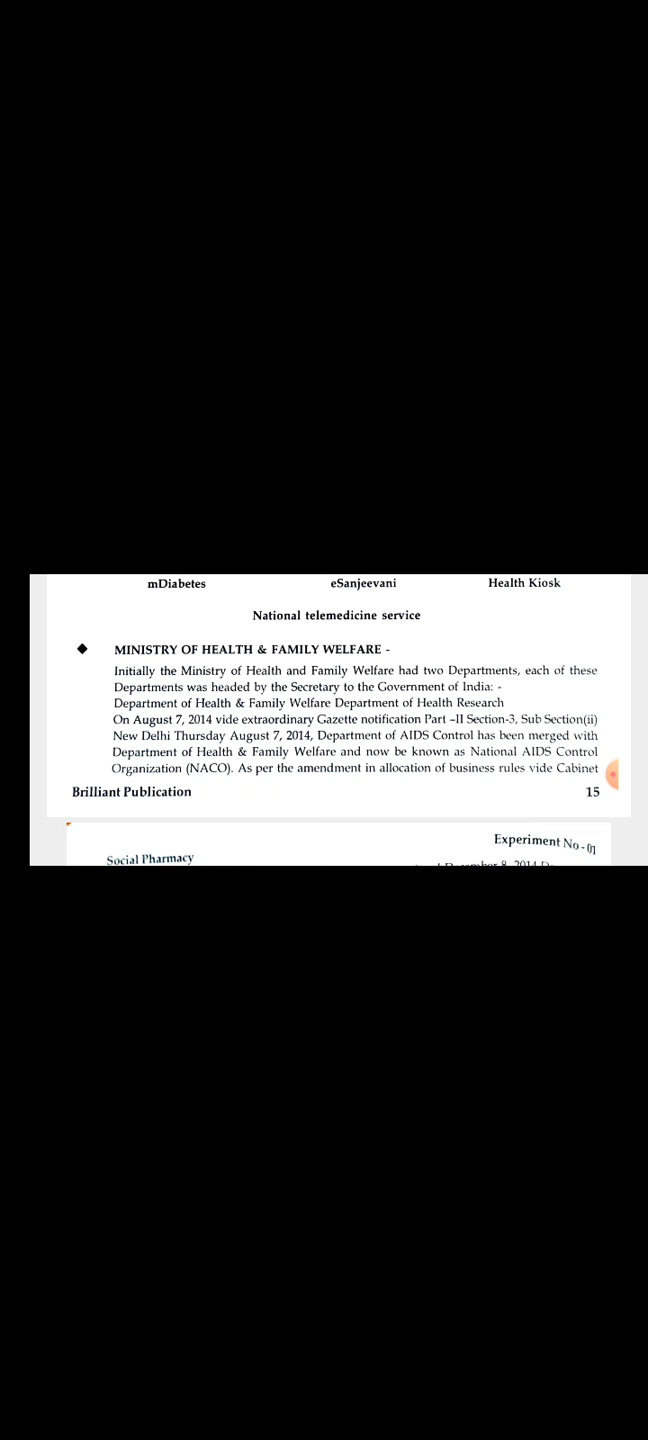 mDiabetes eSanjeevani Health Kiosk
National telemedicine service
◆ MINISTRY OF HEALTH & FAMILY WELFARE -
Initially the Ministry of Health and Family Welfare had two Departments, each of these
Departments was headed by the Secretary to the Government of India: -
Department of Health & Family Welfare Department of Health Research
On August 7, 2014 vide extraordinary Gazette notification Part –II Section-3, Sub Section(ii)
New Delhi Thursday August 7, 2014, Department of AIDS Control has been merged with
Department of Health & Family Welfare and now be known as National AIDS Control
Organization (NACO). As per the amendment in allocation of business rules vide Cabinet
Brilliant Publication 15
Experiment No - 01
Social Pharmacy
December 8, 2014